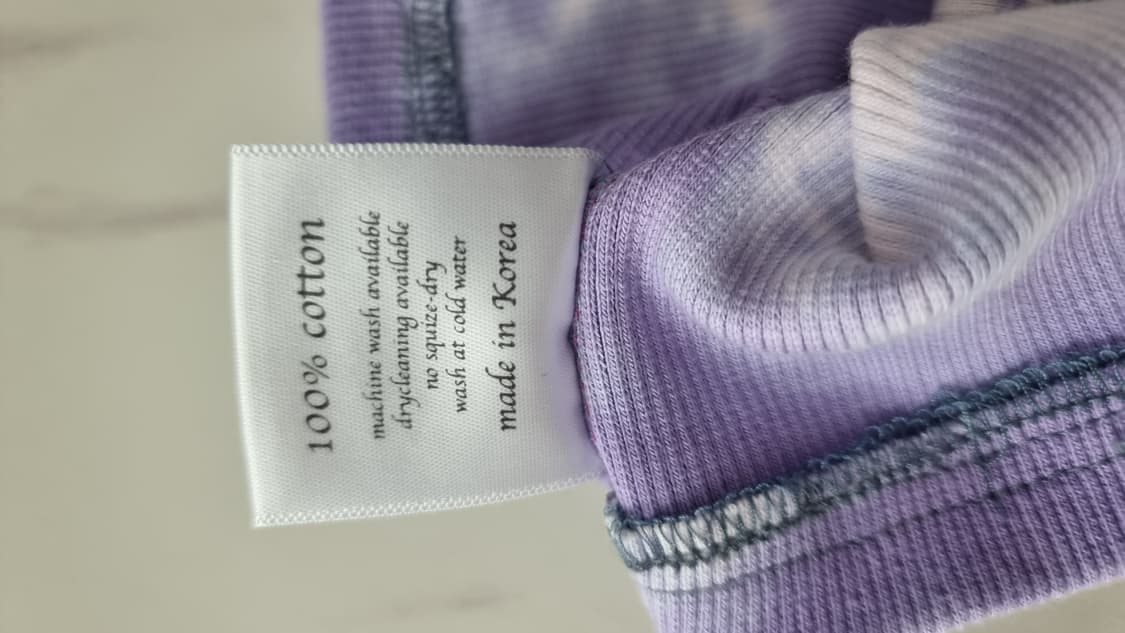 100% cotton
machine wash available
drycleaning available
no squize-dry
wash at cold water
made in Korea